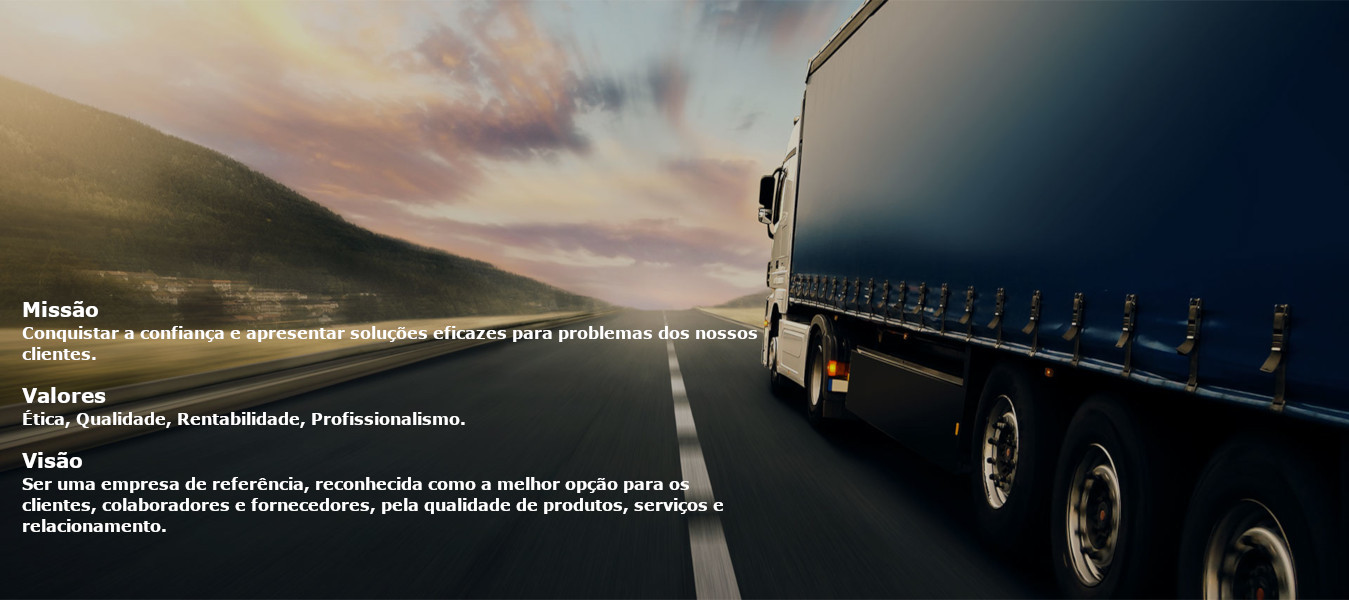 Missão
Conquistar a confiança e apresentar soluções eficazes para problemas dos nossos
clientes.
Valores
Ética, Qualidade, Rentabilidade, Profissionalismo.
Visão
Ser uma empresa de referência, reconhecida como a melhor opção para os
clientes, colaboradores e fornecedores, pela qualidade de produtos, serviços e
relacionamento.